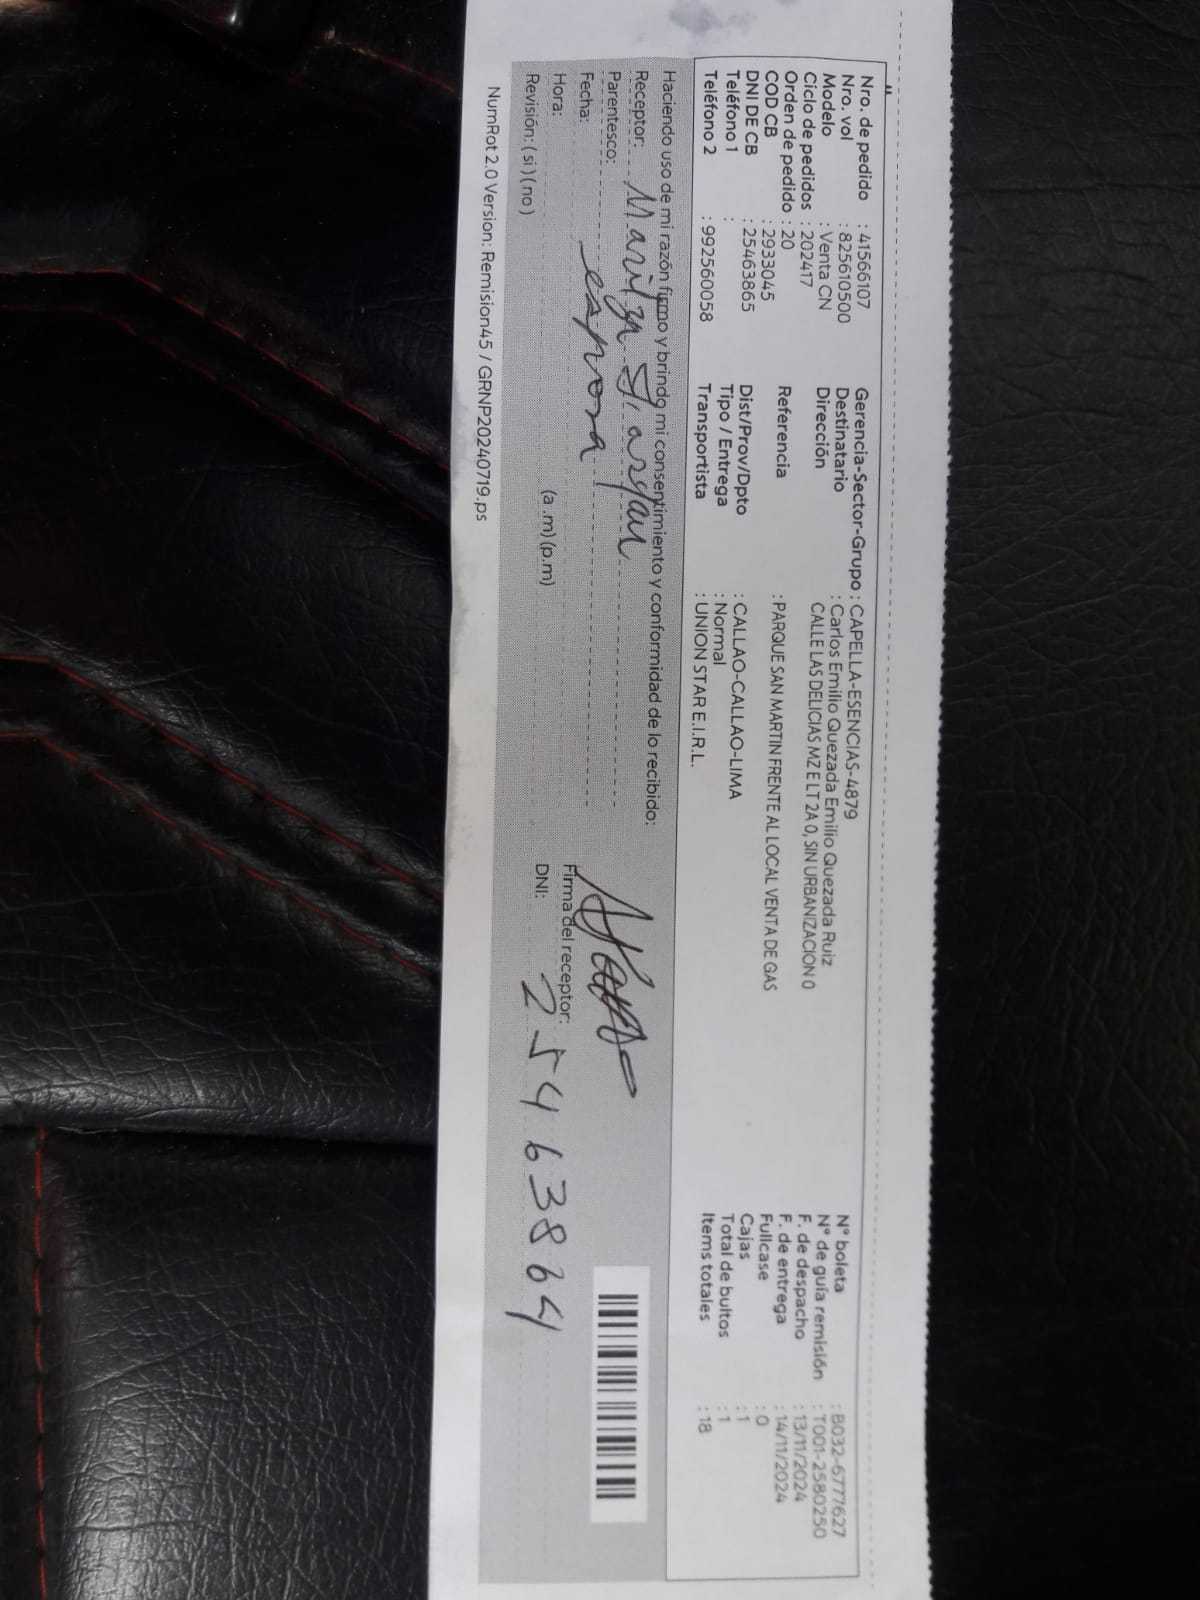 Nro. de pedido : 41566107
Nro. vol : 825610500
Modelo : Venta CN
Ciclo de pedidos : 202417
Orden de pedido : 20
COD CB : 2933045
DNI DE CB : 25463865
Teléfono 1 :
Teléfono 2 : 992560058
Gerencia-Sector-Grupo : CAPELLA-ESENCIAS-4879
Destinatario : Carlos Emilio Quezada Emilio Quezada Ruiz
Dirección CALLE LAS DELICIAS MZ E LT 2A 0, SIN URBANIZACION 0
Referencia : PARQUE SAN MARTIN FRENTE AL LOCAL VENTA DE GAS
Dist/Prov/Dpto : CALLAO-CALLAO-LIMA
Tipo / Entrega : Normal
Transportista : UNION STAR E.I.R.L.
N° boleta : B032-6777627
N° de guía remisión : T001-2580250
F. de despacho : 13/11/2024
F. de entrega : 14/11/2024
Fullcase : 0
Cajas : 1
Total de bultos : 1
Items totales : 18
Haciendo uso de mi razón firmo y brindo mi consentimiento y conformidad de lo recibido:
Receptor: Marilyn
Parentesco: esposa
Fecha:
Hora: (a .m) (p.m)
Revisión: ( si ) ( no )
Firma del receptor:
DNI: 25463864
NumRot 2.0 Version: Remision45 / GRNP20240719.ps